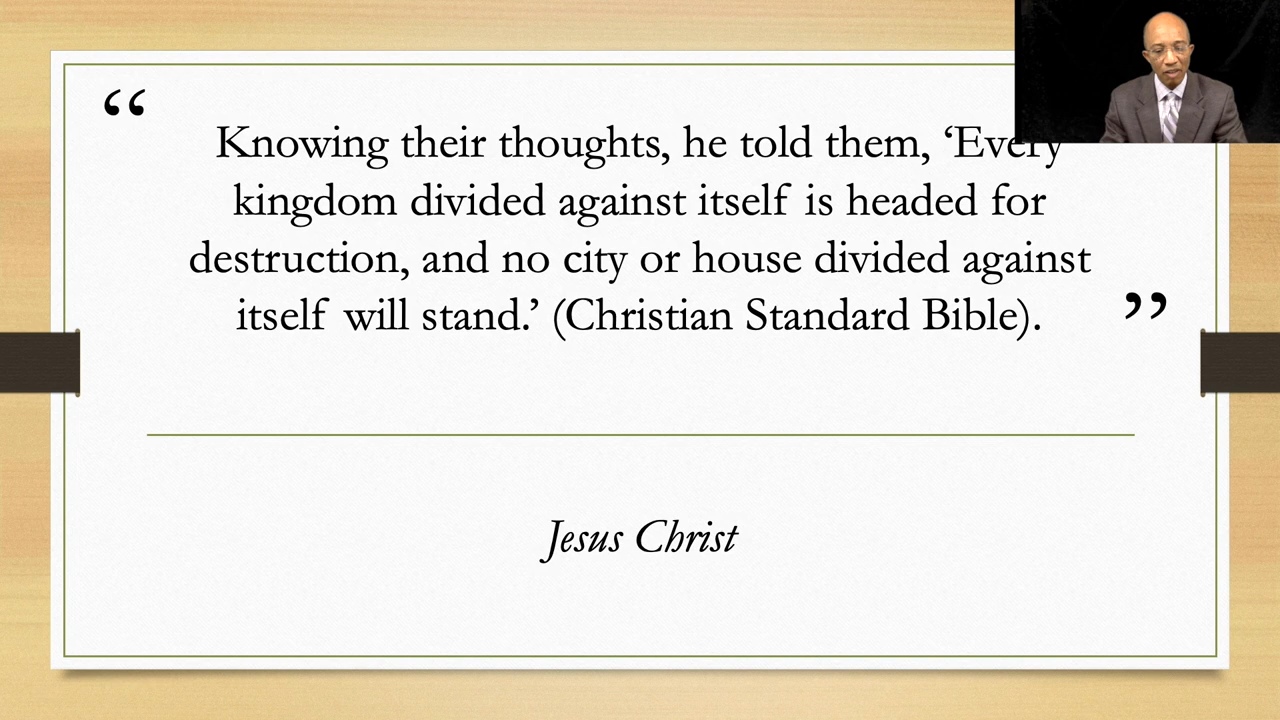 “
Knowing their thoughts, he told them, ‘Every
kingdom divided against itself is headed for
destruction, and no city or house divided against
itself will stand.’ (Christian Standard Bible).
”
Jesus Christ